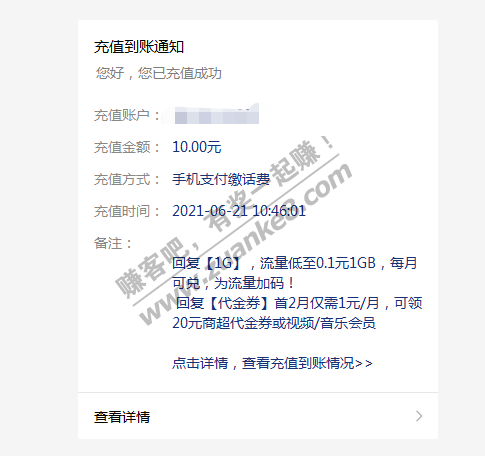 充值到账通知
您好，您已充值成功
充值账户：
充值金额： 10.00元
充值方式： 手机支付缴话费
充值时间： 2021-06-21 10:46:01
备注：
回复【1G】，流量低至0.1元1GB，每月
可兑，为流量加码！
回复【代金券】首2月仅需1元/月，可领
20元商超代金券或视频/音乐会员
点击详情，查看充值到账情况>>
查看详情
赚客吧，有奖一起赚！
www.zuanke8.com